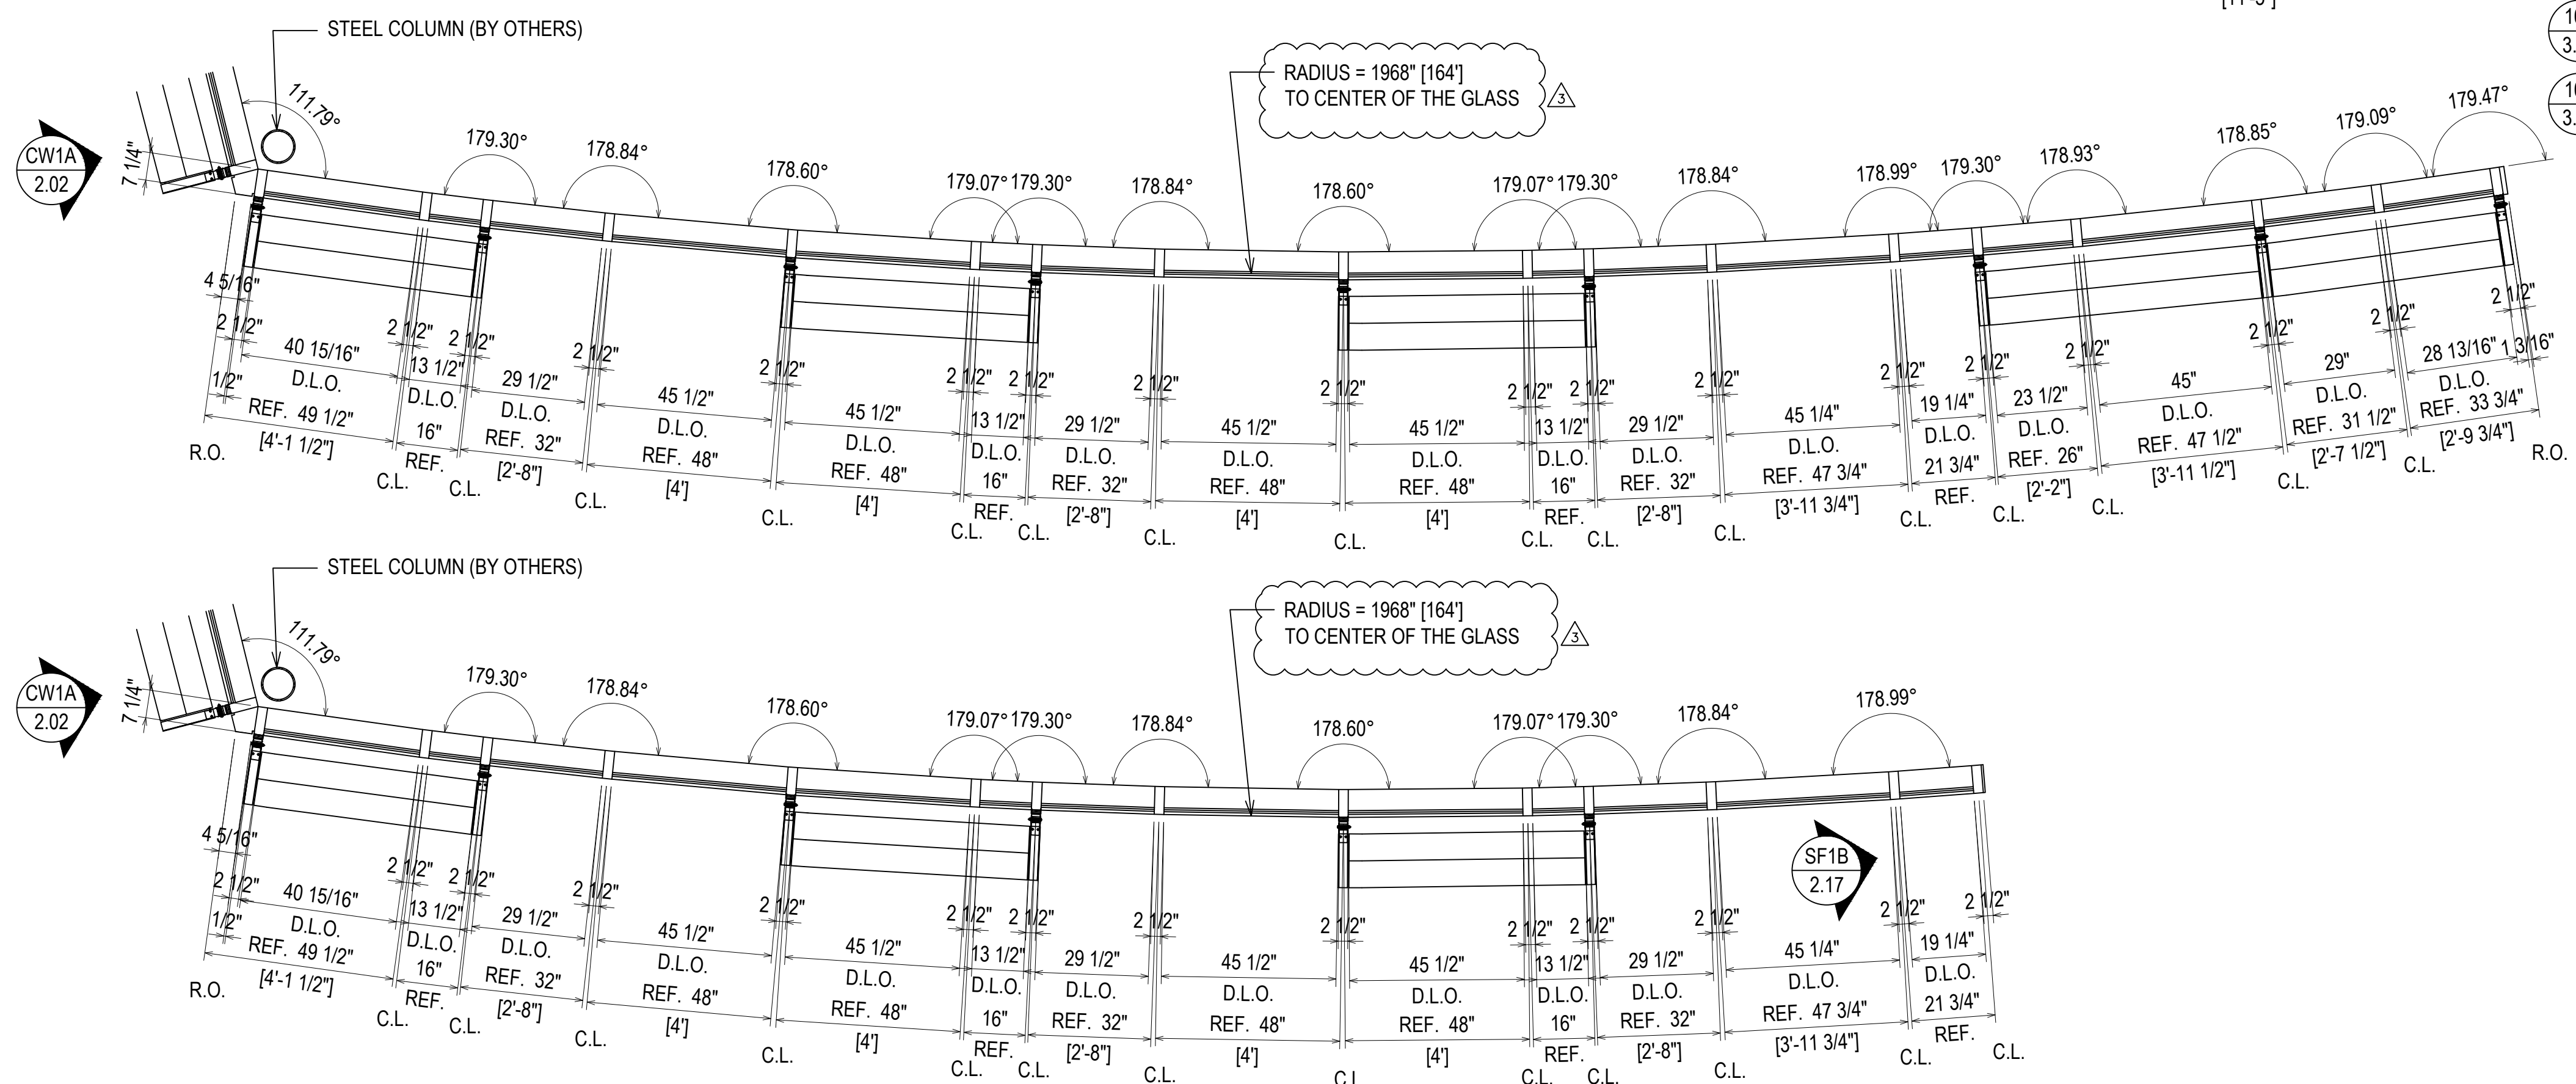 [11'-9"]
STEEL COLUMN (BY OTHERS)
RADIUS = 1968" [164']
TO CENTER OF THE GLASS
3
10
3.
10
3.
CW1A
2.02
7 1/4"
111.79°
179.30°
178.84°
178.60°
179.07° 179.30°
178.84°
178.60°
179.07° 179.30°
178.84°
178.99°
179.30°
178.93°
178.85°
179.09°
179.47°
4 5/16"
2 1/2" 2 1/2" 2 1/2" 2 1/2" 2 1/2" 2 1/2" 2 1/2" 2 1/2" 2 1/2" 2 1/2" 2 1/2" 2 1/2" 2 1/2" 2 1/2" 2 1/2" 2 1/2" 2 1/2" 2 1/2"
1/2"
40 15/16" 13 1/2" 29 1/2" 45 1/2" 45 1/2" 13 1/2" 29 1/2" 45 1/2" 45 1/2" 13 1/2" 29 1/2" 45 1/4" 19 1/4" 23 1/2" 45" 29" 28 13/16" 1 3/16"
D.L.O. D.L.O. D.L.O. D.L.O. D.L.O. D.L.O. D.L.O. D.L.O. D.L.O. D.L.O. D.L.O. D.L.O. D.L.O. D.L.O. D.L.O. D.L.O. D.L.O.
REF. 49 1/2" 16" REF. 32" REF. 48" REF. 48" 16" REF. 32" REF. 48" REF. 48" 16" REF. 32" REF. 47 3/4" 21 3/4" REF. 26" REF. 47 1/2" REF. 31 1/2" REF. 33 3/4"
[4'-1 1/2"] REF. [2'-8"] [4'] [4'] REF. [2'-8"] [4'] [4'] REF. [2'-8"] [3'-11 3/4"] REF. [2'-2"] [3'-11 1/2"] [2'-7 1/2"] [2'-9 3/4"]
R.O. C.L. C.L. C.L. C.L. C.L. C.L. C.L. C.L. C.L. C.L. C.L. C.L. C.L. C.L. C.L. C.L. R.O.
STEEL COLUMN (BY OTHERS)
RADIUS = 1968" [164']
TO CENTER OF THE GLASS
3
CW1A
2.02
7 1/4"
111.79°
179.30°
178.84°
178.60°
179.07° 179.30°
178.84°
178.60°
179.07° 179.30°
178.84°
178.99°
SF1B
2.17
4 5/16"
2 1/2" 2 1/2" 2 1/2" 2 1/2" 2 1/2" 2 1/2" 2 1/2" 2 1/2" 2 1/2" 2 1/2" 2 1/2" 2 1/2" 2 1/2" 2 1/2"
1/2"
40 15/16" 13 1/2" 29 1/2" 45 1/2" 45 1/2" 13 1/2" 29 1/2" 45 1/2" 45 1/2" 13 1/2" 29 1/2" 45 1/4" 19 1/4"
D.L.O. D.L.O. D.L.O. D.L.O. D.L.O. D.L.O. D.L.O. D.L.O. D.L.O. D.L.O. D.L.O. D.L.O. D.L.O.
REF. 49 1/2" 16" REF. 32" REF. 48" REF. 48" 16" REF. 32" REF. 48" REF. 48" 16" REF. 32" REF. 47 3/4" 21 3/4"
[4'-1 1/2"] REF. [2'-8"] [4'] [4'] REF. [2'-8"] [4'] [4'] REF. [2'-8"] [3'-11 3/4"] REF.
R.O. C.L. C.L. C.L. C.L. C.L. C.L. C.L. C.L. C.L. C.L. C.L. C.L. C.L.